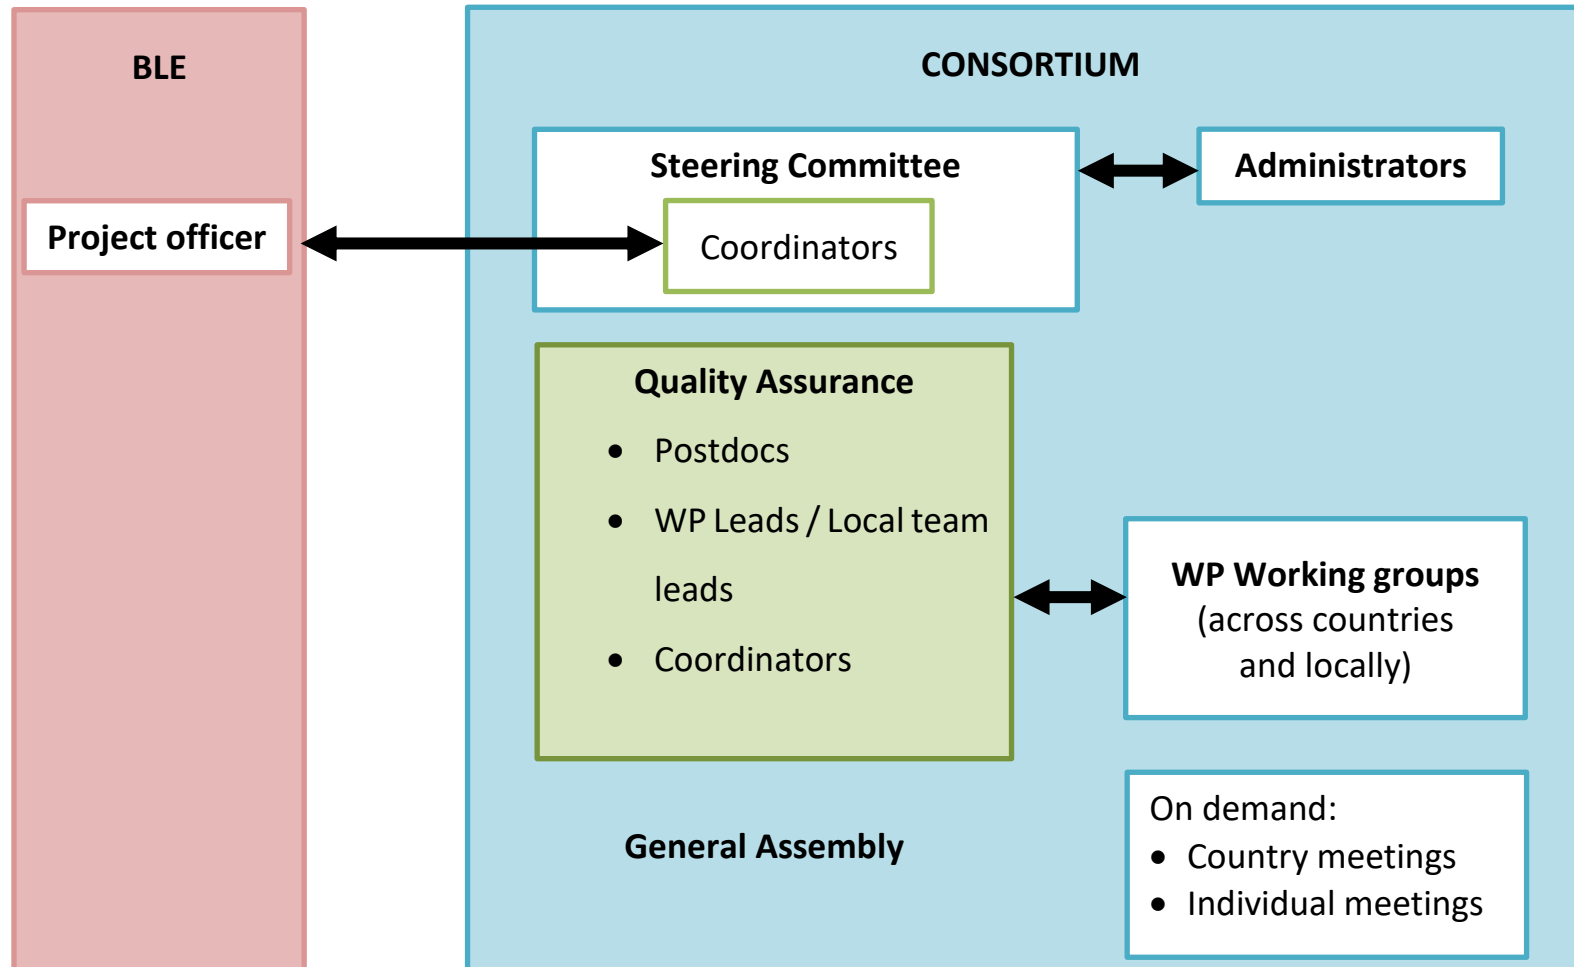 BLE
Project officer
CONSORTIUM
Steering Committee
Coordinators
Administrators
Quality Assurance
• Postdocs
• WP Leads / Local team
leads
• Coordinators
WP Working groups
(across countries
and locally)
General Assembly
On demand:
• Country meetings
• Individual meetings